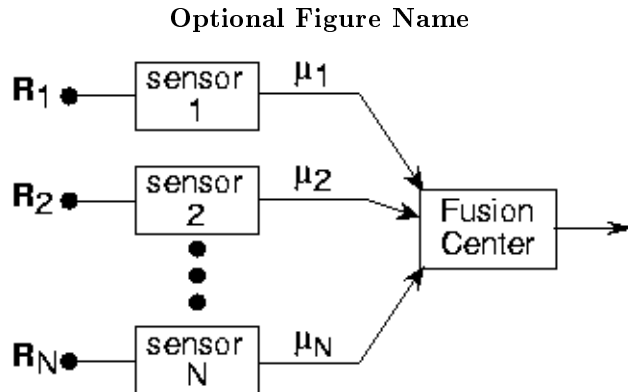 Optional Figure Name
R1
sensor
1
μ1
R2
sensor
2
μ2
Fusion
Center
RN
sensor
N
μN